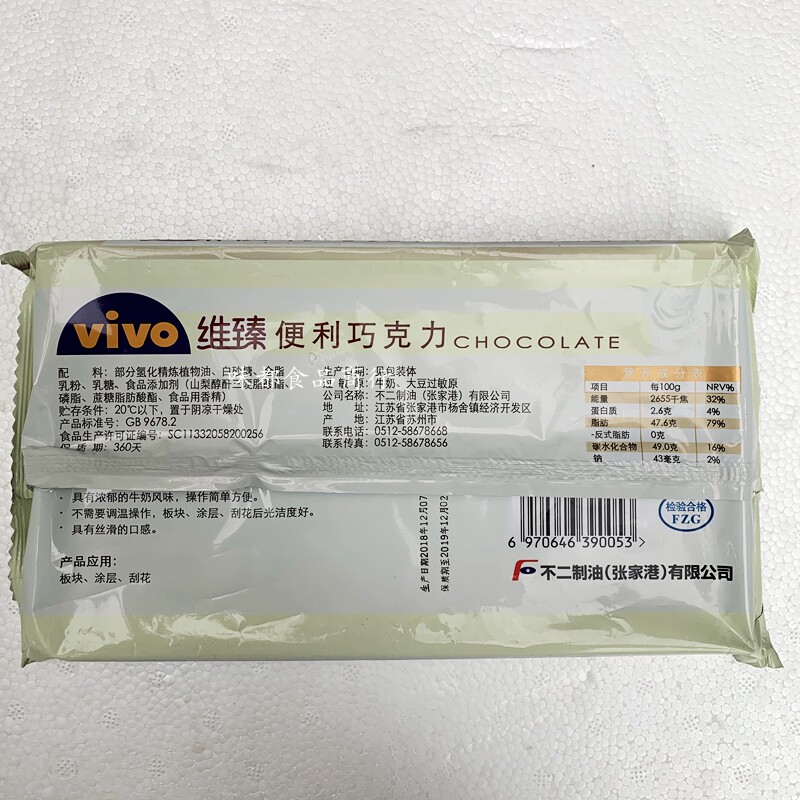 vivo 维臻 便利巧克力 CHOCOLATE
配 料：部分氢化精炼植物油、白砂糖、全脂
乳粉、乳糖、食品添加剂（山梨醇酐
磷脂、蔗糖脂肪酸酯、食品用香精）
贮存条件：20℃以下，置于阴凉干燥处
产品标准号：GB 9678.2
食品生产许可证编号：SC11332058200256
保 质 期：360天
生产日期：见包装体
过 敏 原：牛奶、大豆过敏原
公司名称：不二制油（张家港）有限公司
地 址：江苏省张家港市杨舍镇经济开发区
产 地：江苏省苏州市
联系电话：0512-58678668
联系传真：0512-58678656
营养成分表
项目 每100g NRV%
能量 2655千焦 32%
蛋白质 2.6克 4%
脂肪 47.6克 79%
-反式脂肪 0克
碳水化合物 49.0克 16%
钠 43毫克 2%
· 具有浓郁的牛奶风味，操作简单方便。
· 不需要调温操作，板块、涂层、刮花后光洁度好。
· 具有丝滑的口感。
产品应用：
板块、涂层、刮花
生产日期2018年12月07
保质期至2019年12月02
6 970646 390053 >
检验合格
FZG
不二制油（张家港）有限公司